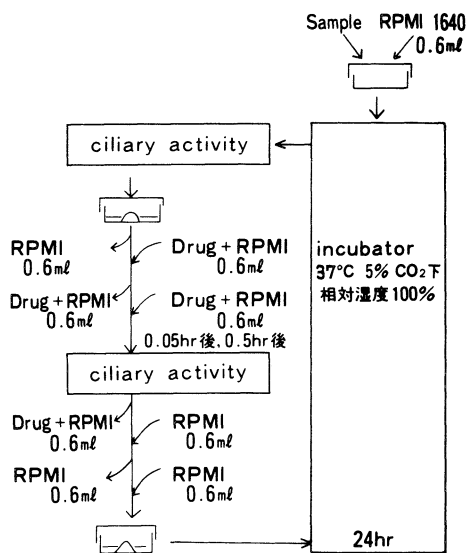 Sample RPMI 1640
0.6ml
ciliary activity
incubator
37°C 5% CO₂下
相対湿度100%
24hr
RPMI
0.6ml
Drug+RPMI
0.6ml
Drug+RPMI
0.6ml
Drug+RPMI
0.6ml
0.05hr後,0.5hr後
ciliary activity
Drug+RPMI
0.6ml
RPMI
0.6ml
RPMI
0.6ml
RPMI
0.6ml